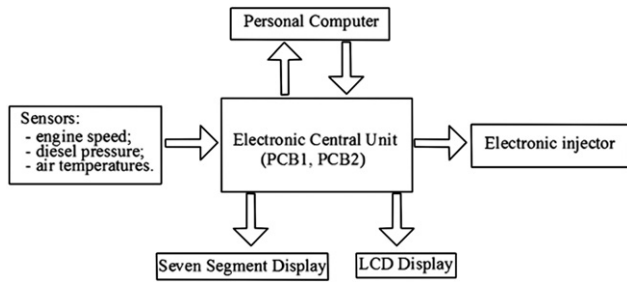 Personal Computer
Sensors:
- engine speed;
- diesel pressure;
- air temperatures.
Electronic Central Unit
(PCB1, PCB2)
Electronic injector
Seven Segment Display
LCD Display